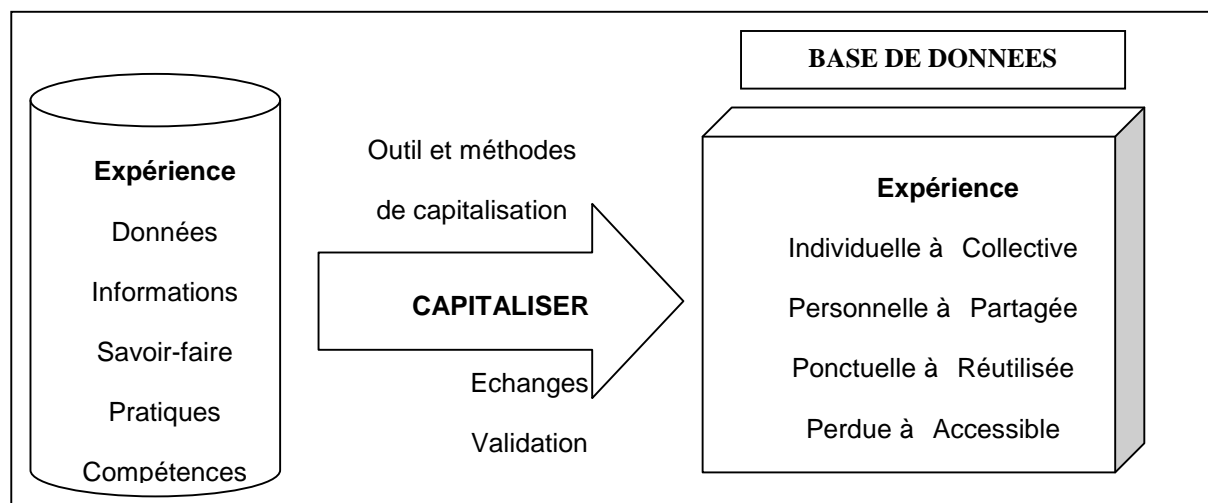 BASE DE DONNEES
Expérience
Données
Informations
Savoir-faire
Pratiques
Compétences
Outil et méthodes
de capitalisation
CAPITALISER
Echanges
Validation
Expérience
Individuelle à Collective
Personnelle à Partagée
Ponctuelle à Réutilisée
Perdue à Accessible